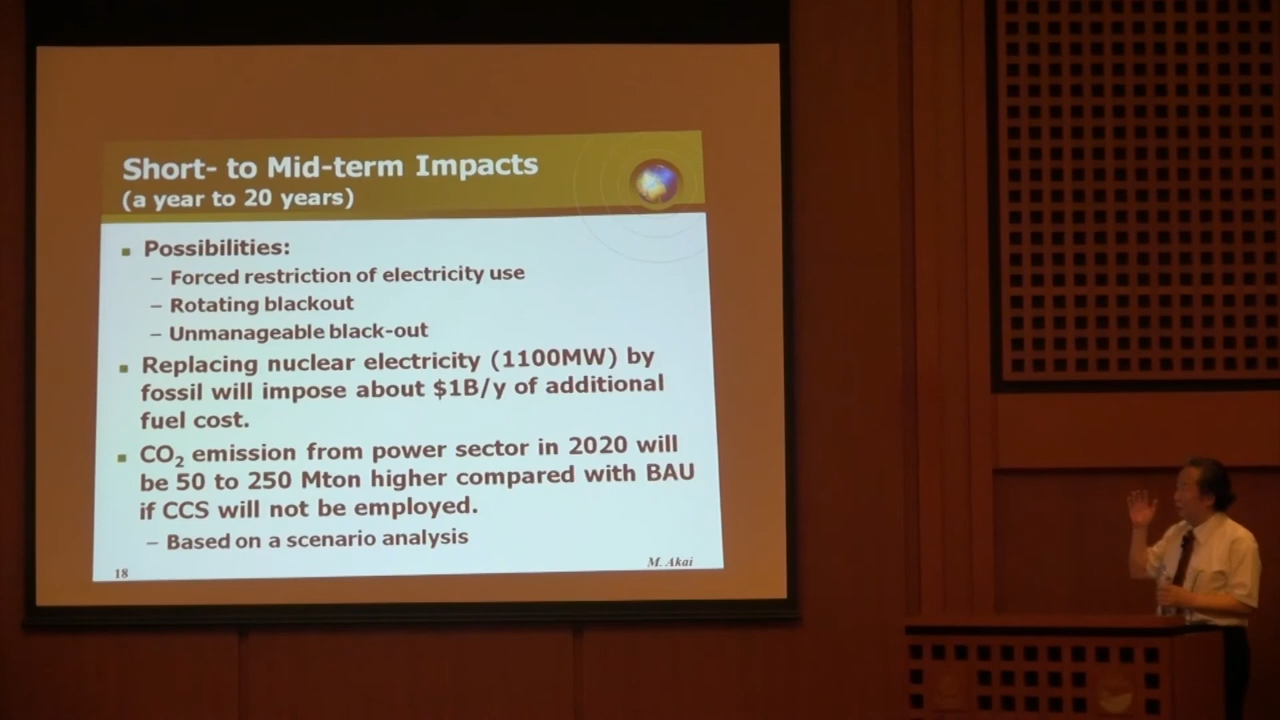 Short- to Mid-term Impacts
(a year to 20 years)
▪ Possibilities:
– Forced restriction of electricity use
– Rotating blackout
– Unmanageable black-out
▪ Replacing nuclear electricity (1100MW) by
fossil will impose about $1B/y of additional
fuel cost.
▪ CO₂ emission from power sector in 2020 will
be 50 to 250 Mton higher compared with BAU
if CCS will not be employed.
– Based on a scenario analysis
18
M. Akai